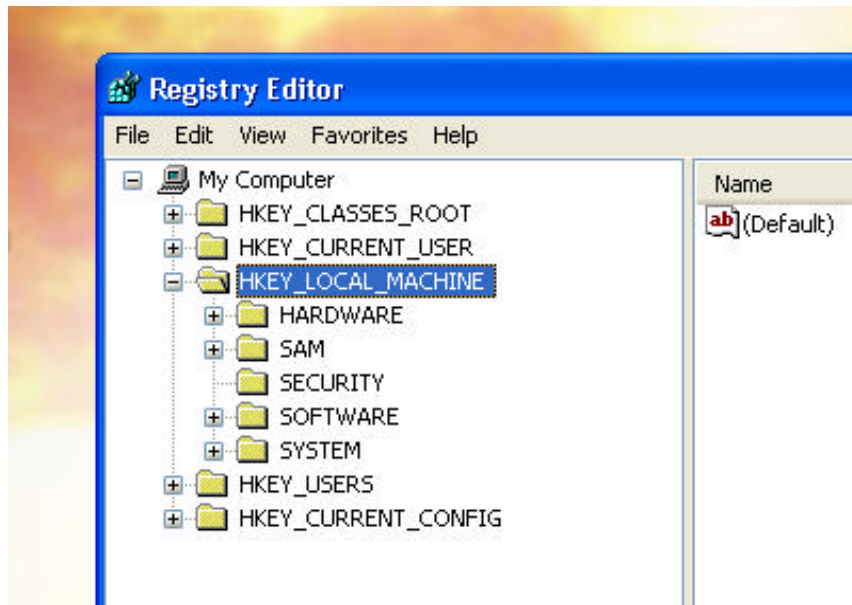 Registry Editor
File Edit View Favorites Help
My Computer
HKEY_CLASSES_ROOT
HKEY_CURRENT_USER
HKEY_LOCAL_MACHINE
HARDWARE
SAM
SECURITY
SOFTWARE
SYSTEM
HKEY_USERS
HKEY_CURRENT_CONFIG
Name
ab (Default)